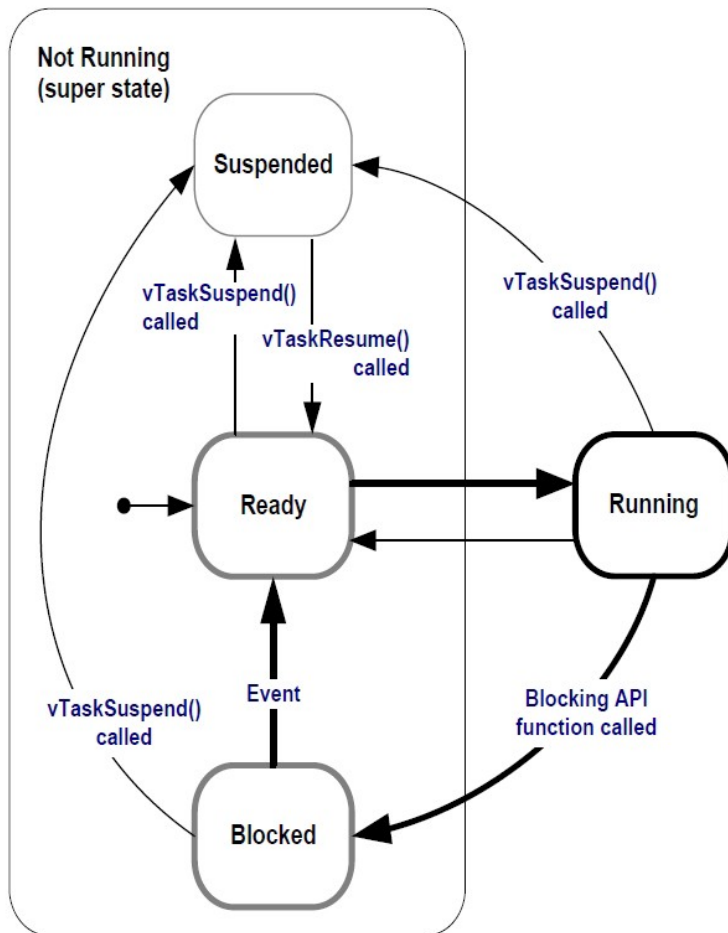 Not Running
(super state)
Suspended
vTaskSuspend()
called
vTaskResume()
called
vTaskSuspend()
called
Ready
Running
Event
vTaskSuspend()
called
Blocking API
function called
Blocked